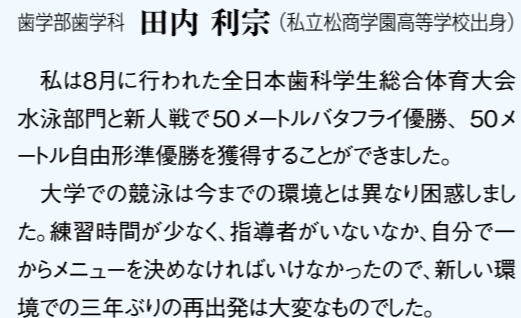 歯学部歯学科 田内 利宗（私立松商学園高等学校出身）
私は8月に行われた全日本歯科学生総合体育大会
水泳部門と新人戦で50メートルバタフライ優勝、50メ
ートル自由形準優勝を獲得することができました。
大学での競泳は今までの環境とは異なり困惑しまし
た。練習時間が少なく、指導者がいないなか、自分で一
からメニューを決めなければいけなかったので、新しい環
境での三年ぶりの再出発は大変なものでした。